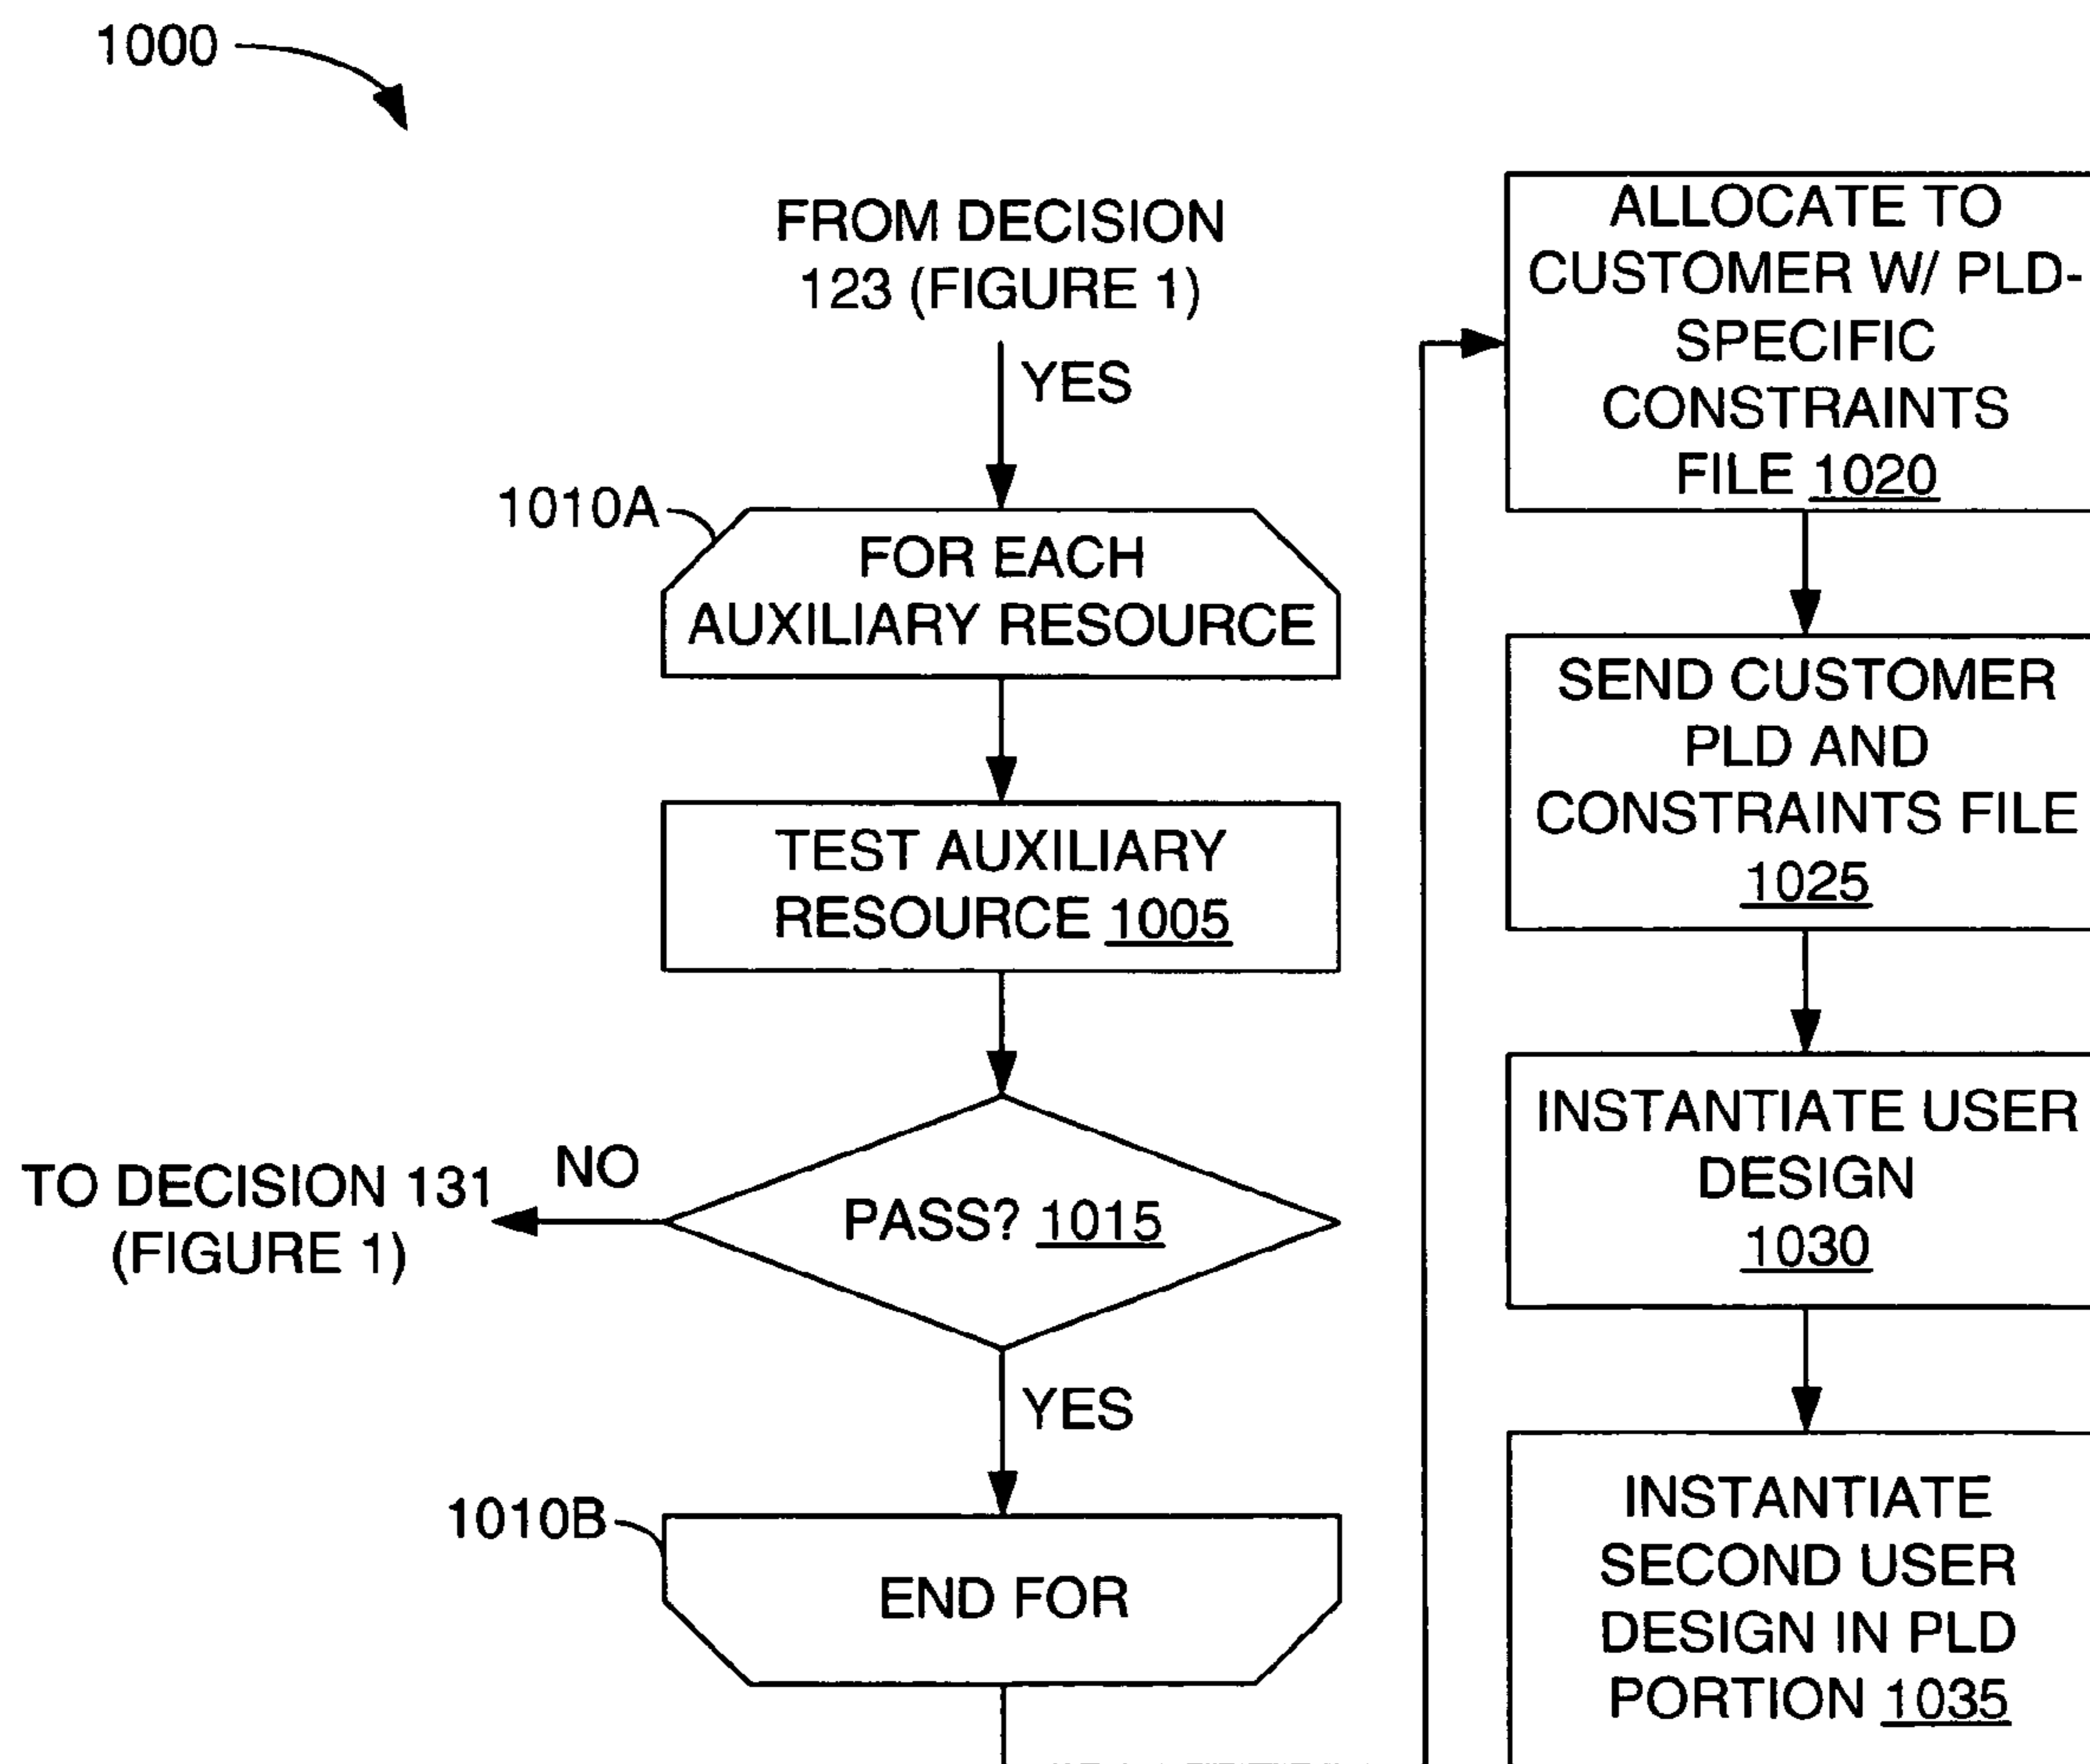 1000
FROM DECISION
123 (FIGURE 1)
YES
1010A
FOR EACH
AUXILIARY RESOURCE
TEST AUXILIARY
RESOURCE 1005
TO DECISION 131
(FIGURE 1)
NO
PASS? 1015
YES
1010B
END FOR
ALLOCATE TO
CUSTOMER W/ PLD-
SPECIFIC
CONSTRAINTS
FILE 1020
SEND CUSTOMER
PLD AND
CONSTRAINTS FILE
1025
INSTANTIATE USER
DESIGN
1030
INSTANTIATE
SECOND USER
DESIGN IN PLD
PORTION 1035